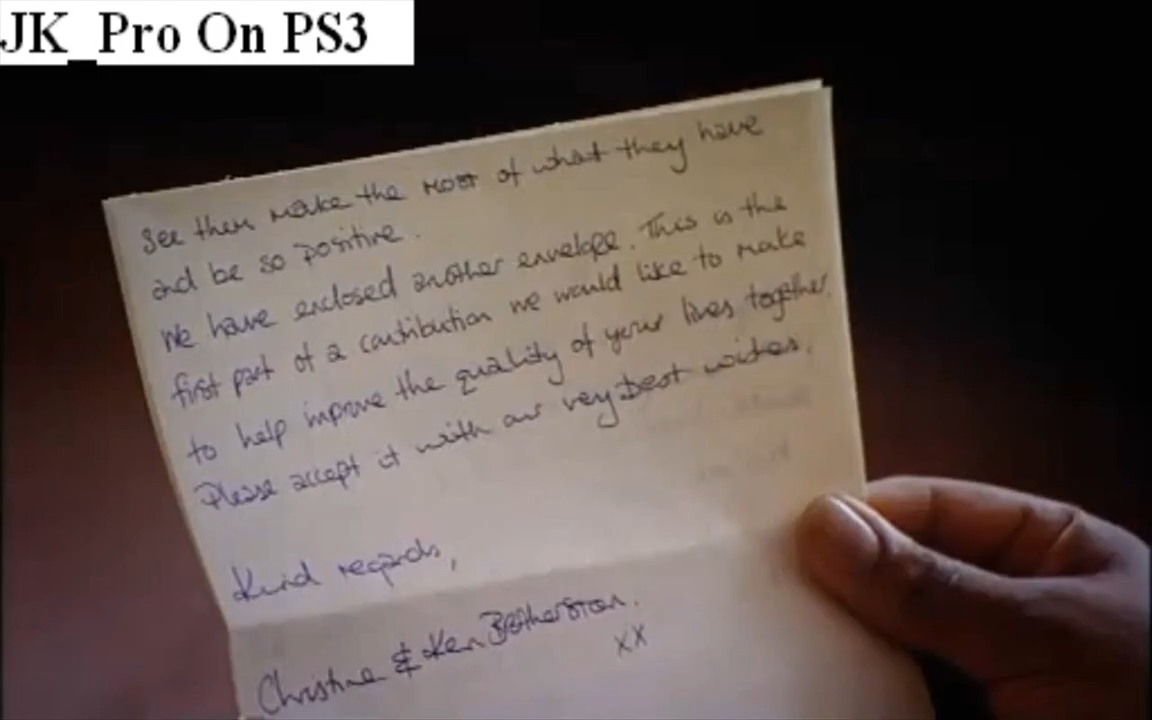 JK_Pro On PS3
See them make the most of what they have
and be so positive.
We have enclosed another envelope. This is the
first part of a contribution we would like to make
to help improve the quality of your lives together.
Please accept it with our very best wishes.
Kind regards,
Christine & Ken Brotherston.
xx